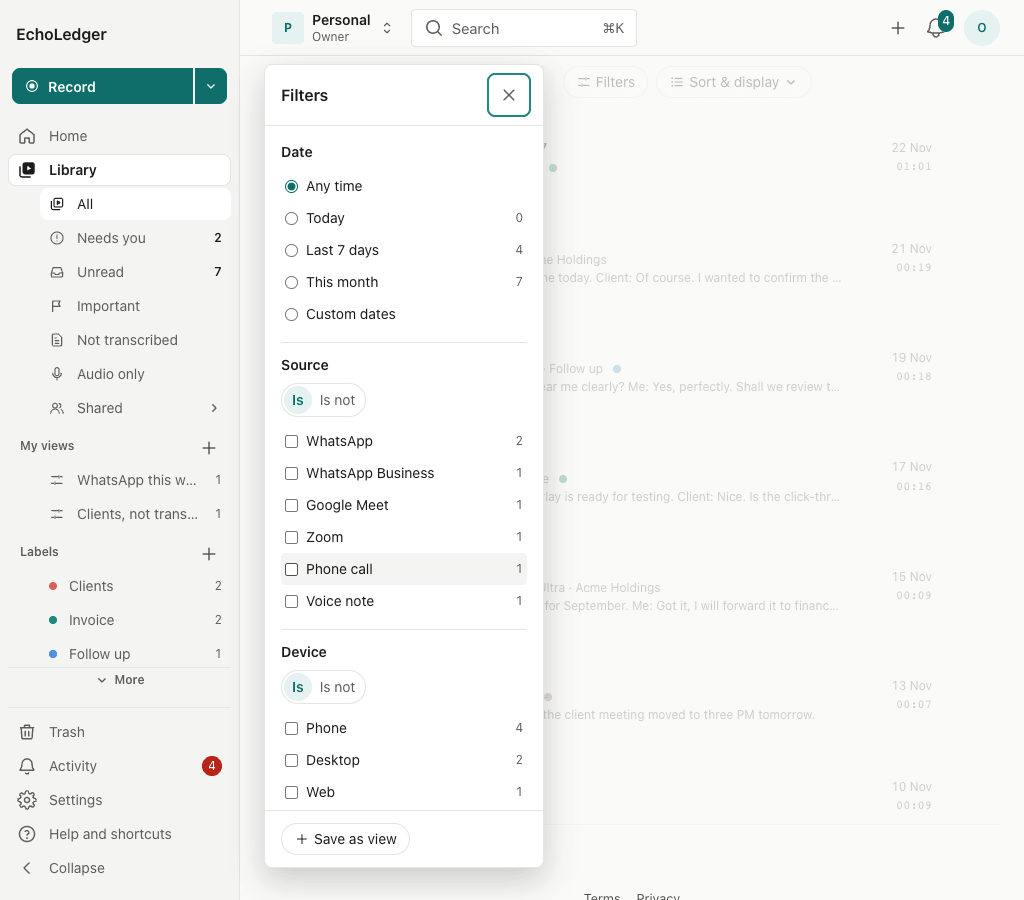 EchoLedger
Record
Home
Library
All
Needs you 2
Unread 7
Important
Not transcribed
Audio only
Shared
My views
WhatsApp this w... 1
Clients, not trans... 1
Labels
Clients 2
Invoice 2
Follow up 1
More
Trash
Activity 4
Settings
Help and shortcuts
Collapse
P Personal
Owner
Search ⌘K
4
O
Filters
Sort & display
Filters
Date
Any time
Today 0
Last 7 days 4
This month 7
Custom dates
Source
Is Is not
WhatsApp 2
WhatsApp Business 1
Google Meet 1
Zoom 1
Phone call 1
Voice note 1
Device
Is Is not
Phone 4
Desktop 2
Web 1
Save as view
22 Nov
01:01
21 Nov
Holdings
00:19
today. Client: Of course. I wanted to confirm the ...
19 Nov
· Follow up
00:18
me clearly? Me: Yes, perfectly. Shall we review t...
17 Nov
00:16
is ready for testing. Client: Nice. Is the click-thr...
15 Nov
· Acme Holdings
00:09
for September. Me: Got it, I will forward it to financ...
13 Nov
00:07
the client meeting moved to three PM tomorrow.
10 Nov
00:09
Terms Privacy